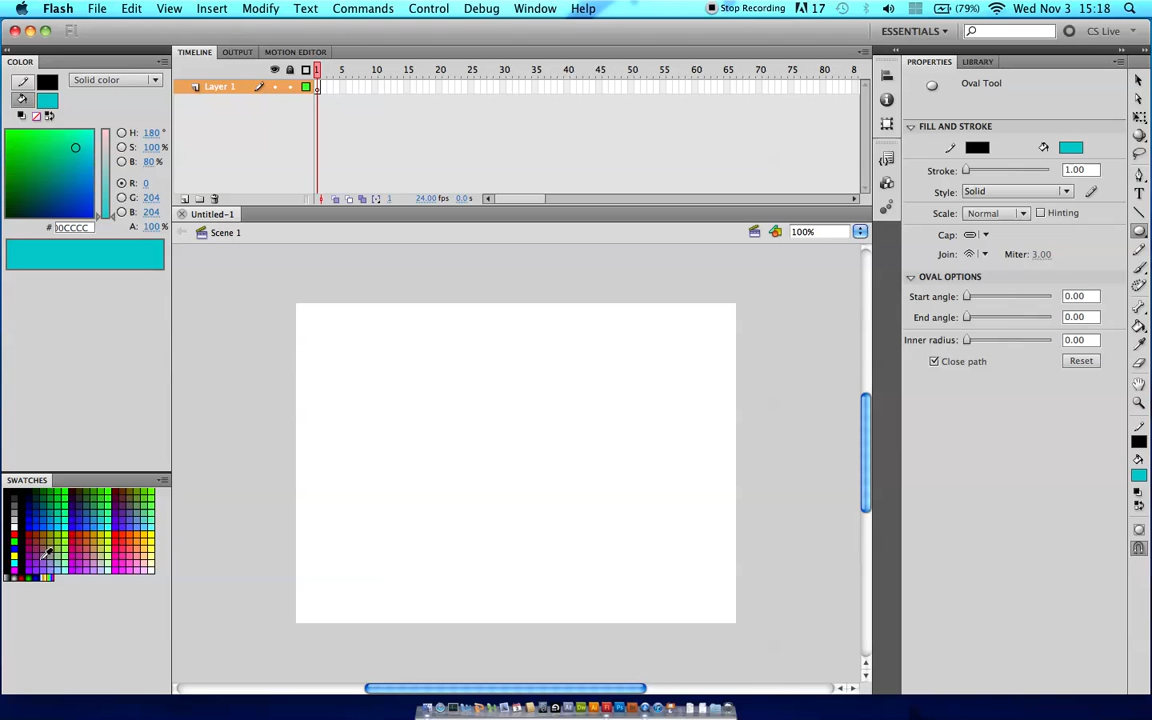 Flash File Edit View Insert Modify Text Commands Control Debug Window Help Stop Recording 17 (79%) Wed Nov 3 15:18
Fl ESSENTIALS CS Live
COLOR
Solid color
H: 180 °
S: 100 %
B: 80 %
R: 0
G: 204
B: 204
# 00CCCC A: 100 %
TIMELINE OUTPUT MOTION EDITOR
1 5 10 15 20 25 30 35 40 45 50 55 60 65 70 75 80 8
Layer 1
1 24.00 fps 0.0 s
Untitled-1
Scene 1 100%
SWATCHES
PROPERTIES LIBRARY
Oval Tool
FILL AND STROKE
Stroke: 1.00
Style: Solid
Scale: Normal Hinting
Cap:
Join: Miter: 3.00
OVAL OPTIONS
Start angle: 0.00
End angle: 0.00
Inner radius: 0.00
Close path Reset